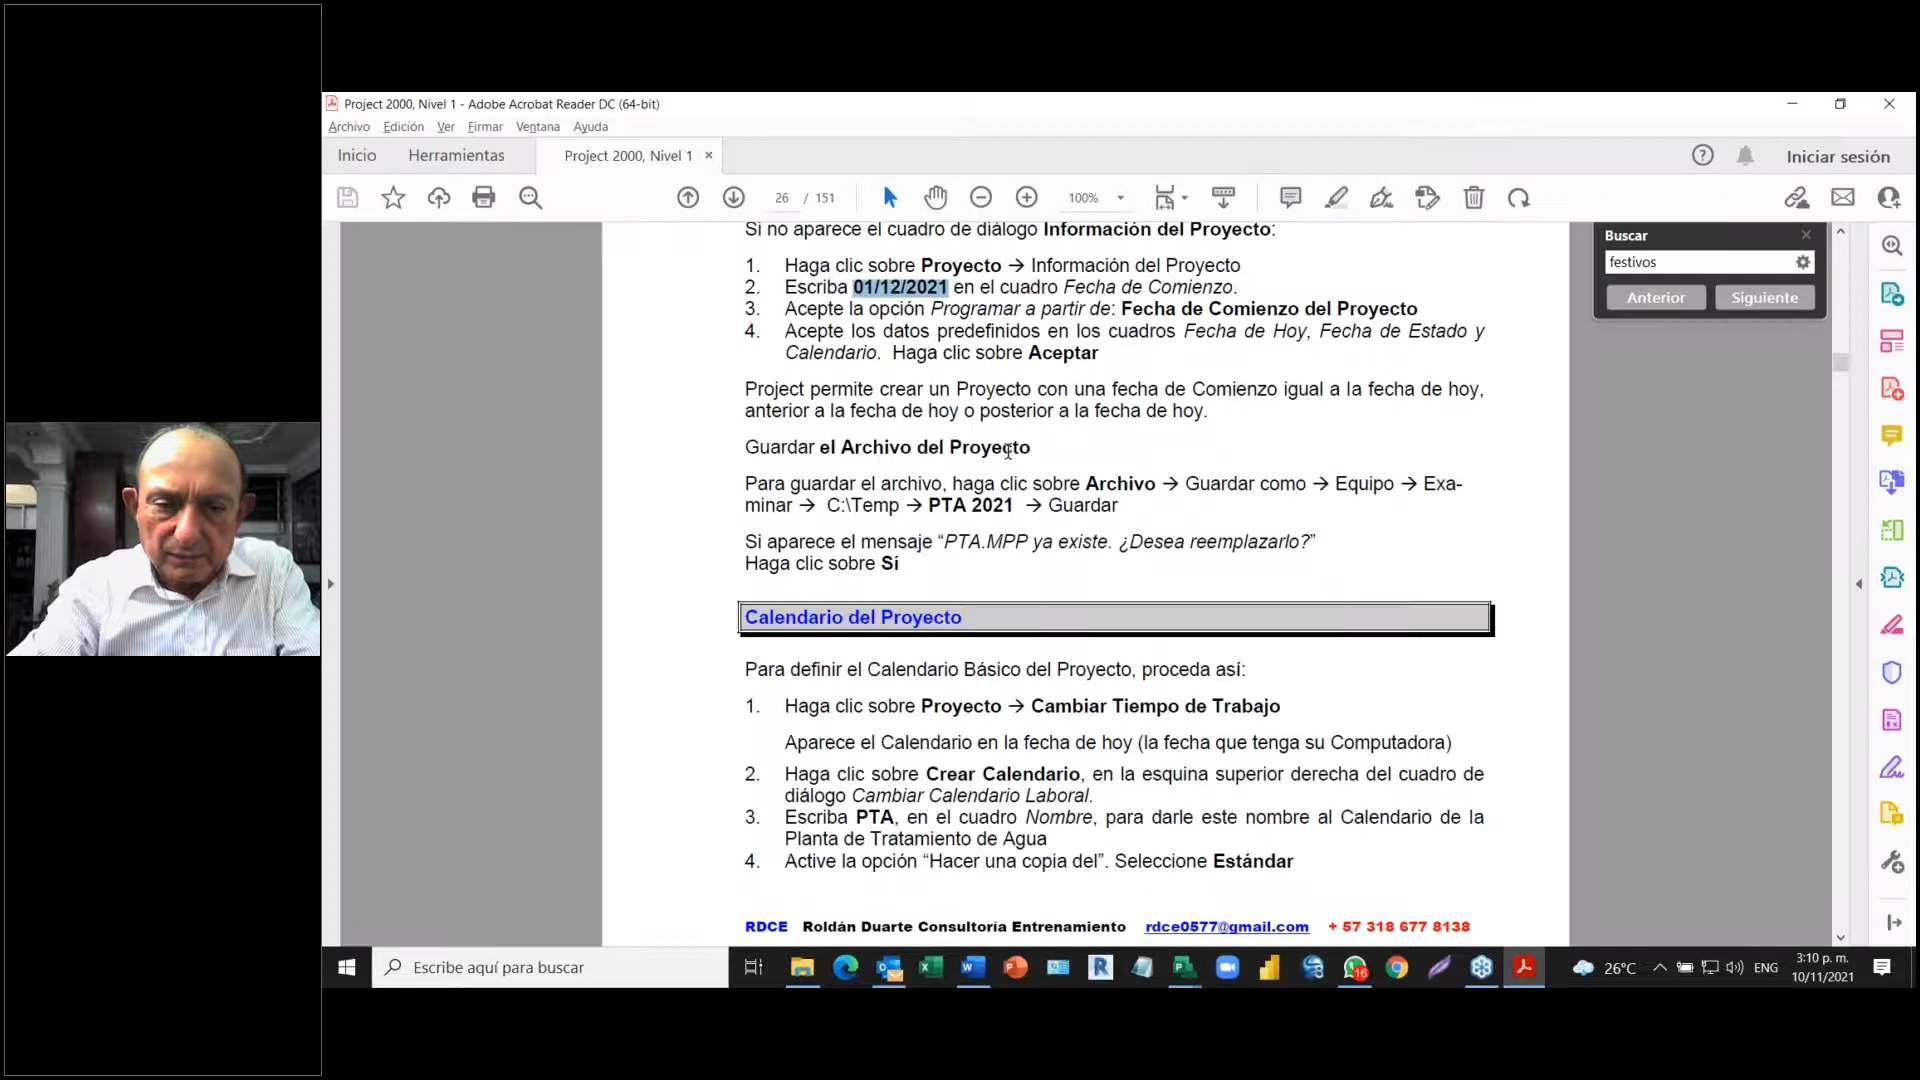 Project 2000, Nivel 1 - Adobe Acrobat Reader DC (64-bit)
Archivo Edición Ver Firmar Ventana Ayuda
Inicio Herramientas Project 2000, Nivel 1 × Iniciar sesión
26 / 151 100%
Si no aparece el cuadro de diálogo Información del Proyecto:
1. Haga clic sobre Proyecto → Información del Proyecto
2. Escriba 01/12/2021 en el cuadro Fecha de Comienzo.
3. Acepte la opción Programar a partir de: Fecha de Comienzo del Proyecto
4. Acepte los datos predefinidos en los cuadros Fecha de Hoy, Fecha de Estado y
Calendario. Haga clic sobre Aceptar
Project permite crear un Proyecto con una fecha de Comienzo igual a la fecha de hoy,
anterior a la fecha de hoy o posterior a la fecha de hoy.
Guardar el Archivo del Proyecto
Para guardar el archivo, haga clic sobre Archivo → Guardar como → Equipo → Exa-
minar → C:\Temp → PTA 2021 → Guardar
Si aparece el mensaje “PTA.MPP ya existe. ¿Desea reemplazarlo?”
Haga clic sobre Sí
Calendario del Proyecto
Para definir el Calendario Básico del Proyecto, proceda así:
1. Haga clic sobre Proyecto → Cambiar Tiempo de Trabajo
Aparece el Calendario en la fecha de hoy (la fecha que tenga su Computadora)
2. Haga clic sobre Crear Calendario, en la esquina superior derecha del cuadro de
diálogo Cambiar Calendario Laboral.
3. Escriba PTA, en el cuadro Nombre, para darle este nombre al Calendario de la
Planta de Tratamiento de Agua
4. Active la opción “Hacer una copia del”. Seleccione Estándar
RDCE Roldán Duarte Consultoría Entrenamiento rdce0577@gmail.com + 57 318 677 8138
Buscar
festivos
Anterior Siguiente
Escribe aquí para buscar
16
26°C ENG 3:10 p. m.
10/11/2021